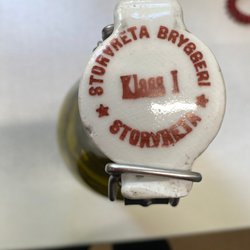 STORVRETA BRYGGERI
Klass I
★ STORVRETA ★